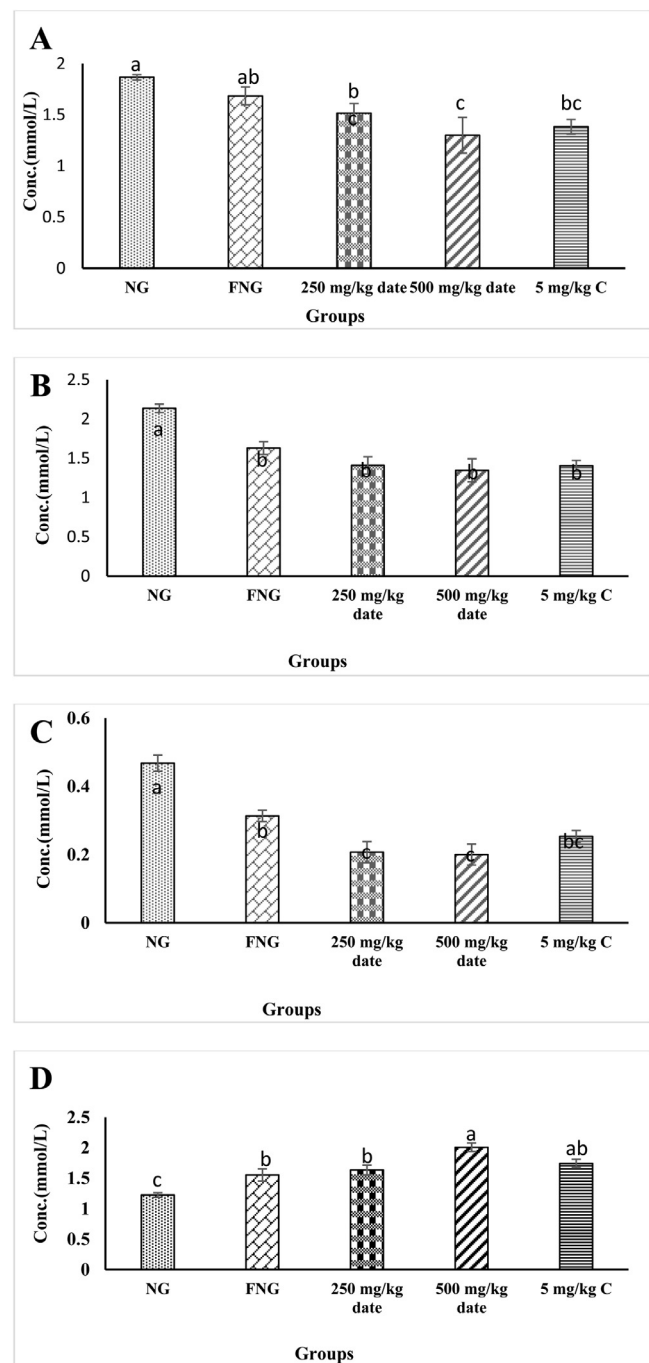 A
2
1.5
1
0.5
0
Conc.(mmol/L)
a
ab
b
c
c
bc
NG
FNG
250 mg/kg date
500 mg/kg date
5 mg/kg C
Groups
B
2.5
2
1.5
1
0.5
0
Conc.(mmol/L)
a
b
b
b
b
NG
FNG
250 mg/kg
date
500 mg/kg
date
5 mg/kg C
Groups
C
0.6
0.4
0.2
0
Conc.(mmol/L)
a
b
c
c
bc
NG
FNG
250 mg/kg
date
500 mg/kg
date
5 mg/kg C
Groups
D
2.5
2
1.5
1
0.5
0
Conc.(mmol/L)
c
b
b
a
ab
NG
FNG
250 mg/kg
date
500 mg/kg
date
5 mg/kg C
Groups